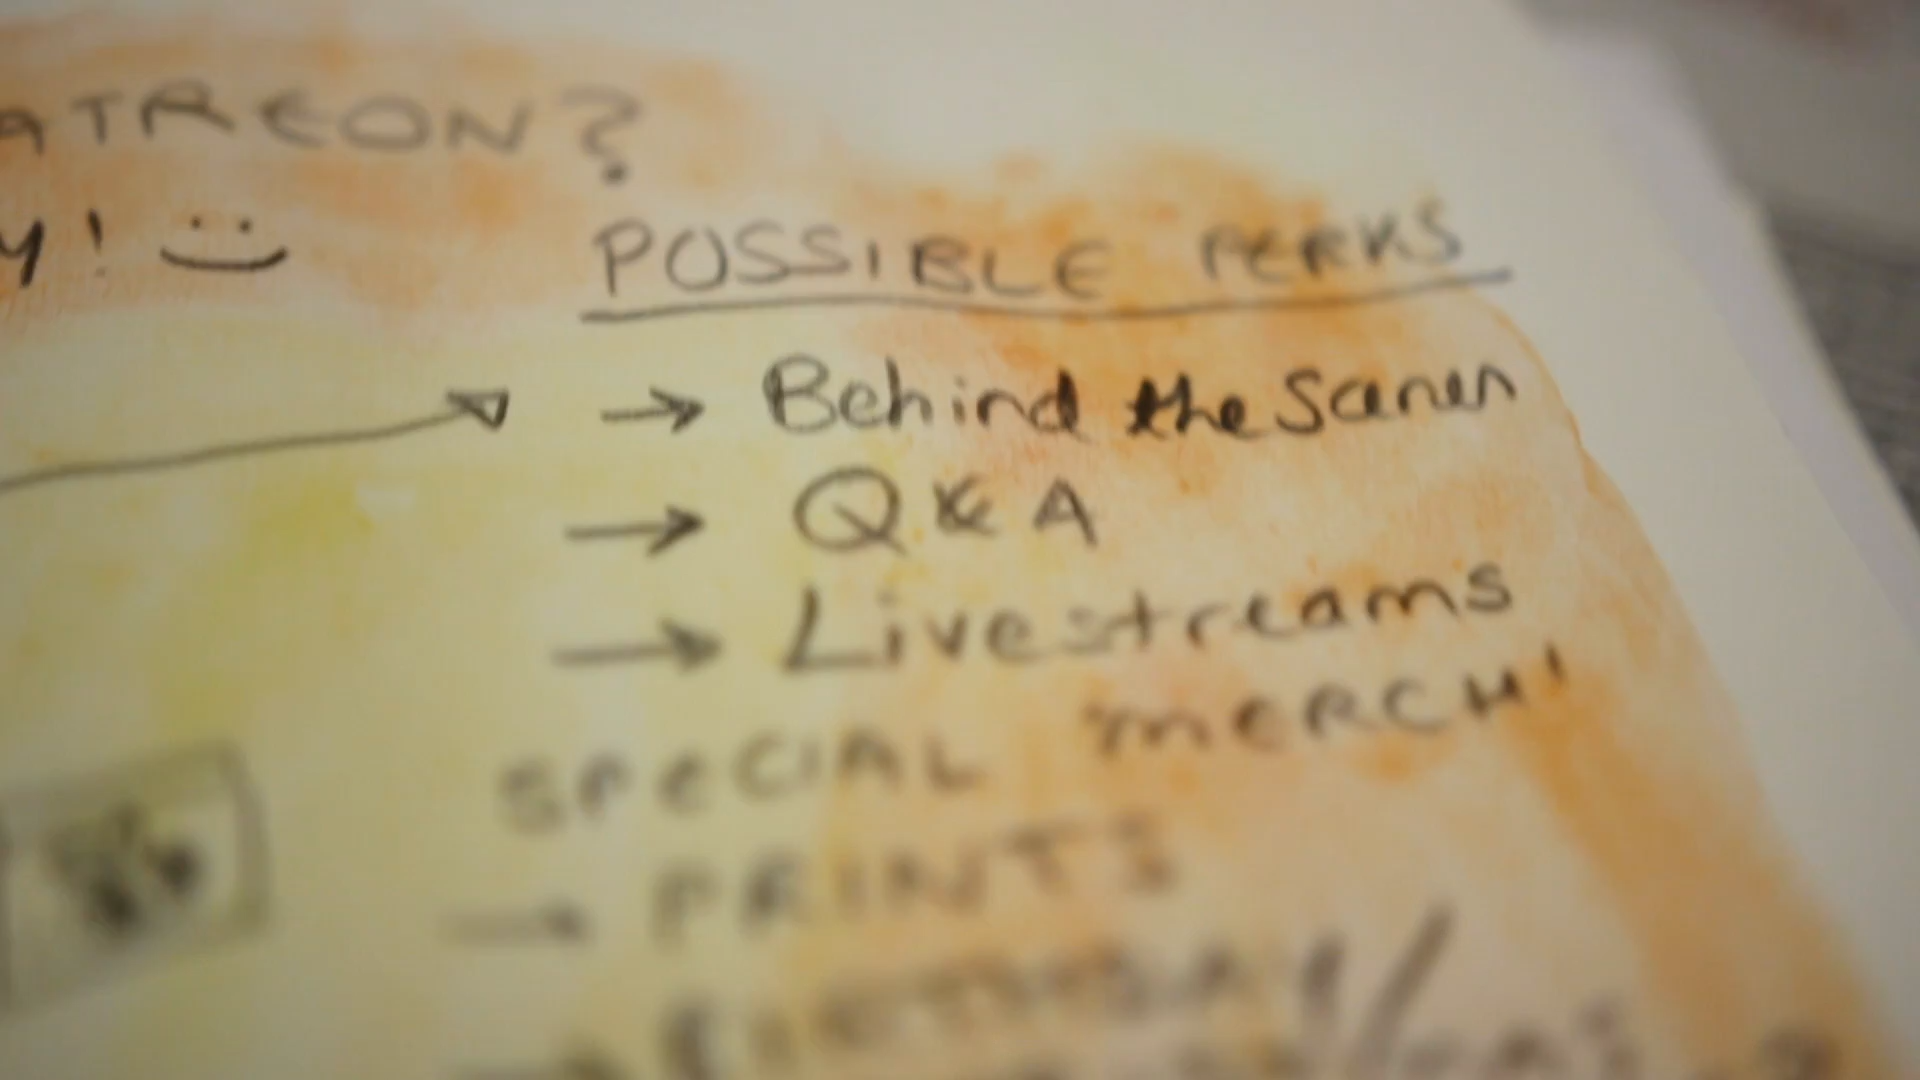 ATREON?
Y! :)
POSSIBLE PERKS
→ Behind the Scenes
→ Q & A
→ Livestreams
SPECIAL 'MERCH'
→ PRINTS